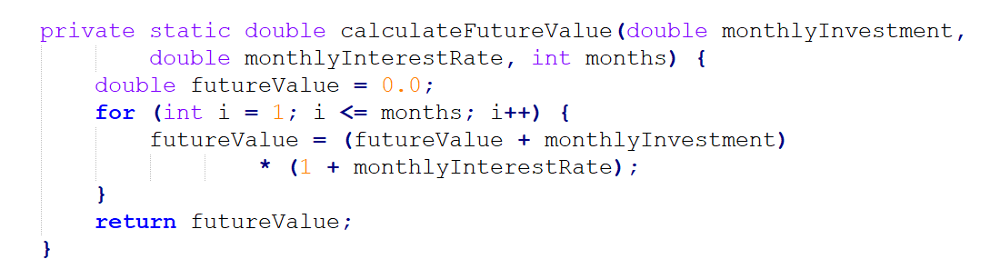 private static double calculateFutureValue(double monthlyInvestment,
        double monthlyInterestRate, int months) {
    double futureValue = 0.0;
    for (int i = 1; i <= months; i++) {
        futureValue = (futureValue + monthlyInvestment)
                * (1 + monthlyInterestRate);
    }
    return futureValue;
}